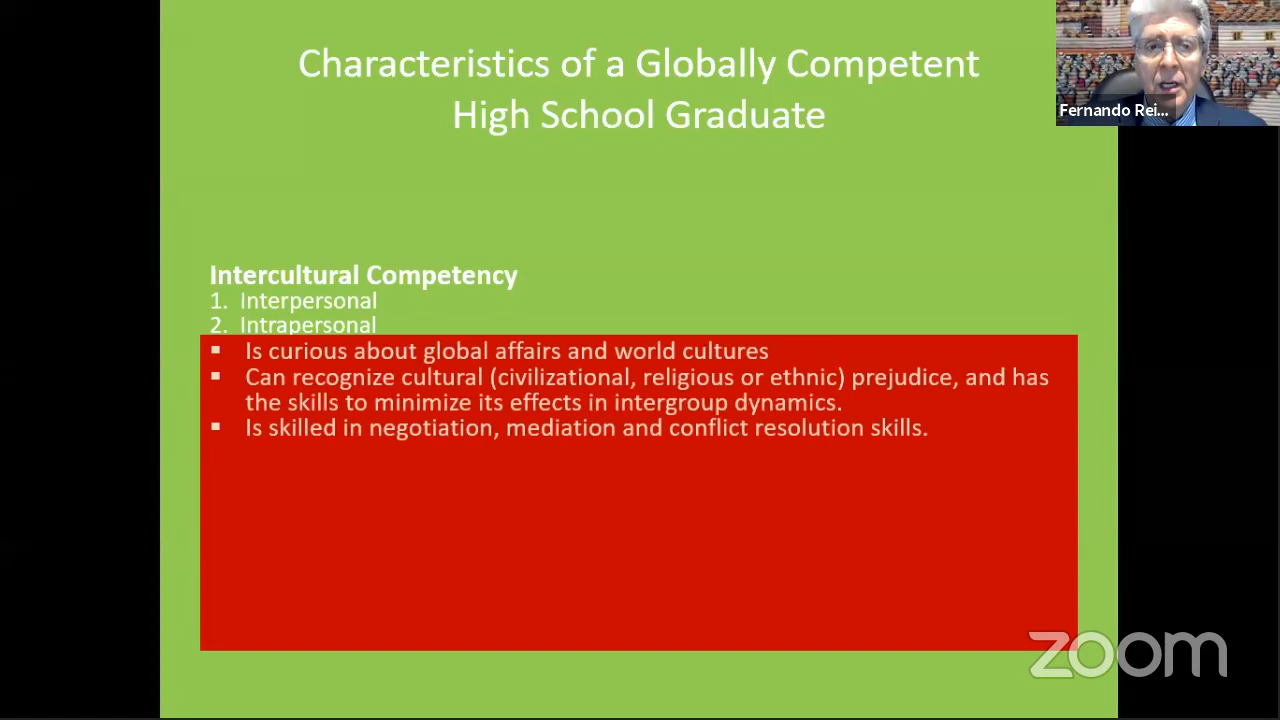 Characteristics of a Globally Competent
High School Graduate
Fernando Rei...
Intercultural Competency
1. Interpersonal
2. Intrapersonal
▪ Is curious about global affairs and world cultures
▪ Can recognize cultural (civilizational, religious or ethnic) prejudice, and has
the skills to minimize its effects in intergroup dynamics.
▪ Is skilled in negotiation, mediation and conflict resolution skills.
zoom